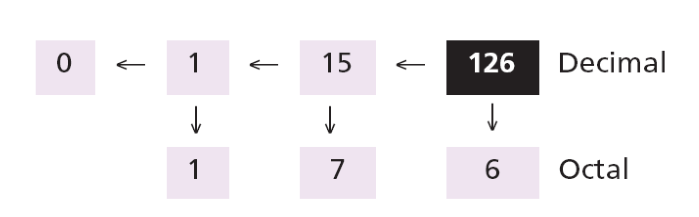 0 ← 1 ← 15 ← 126 Decimal
↓ ↓ ↓
1 7 6 Octal